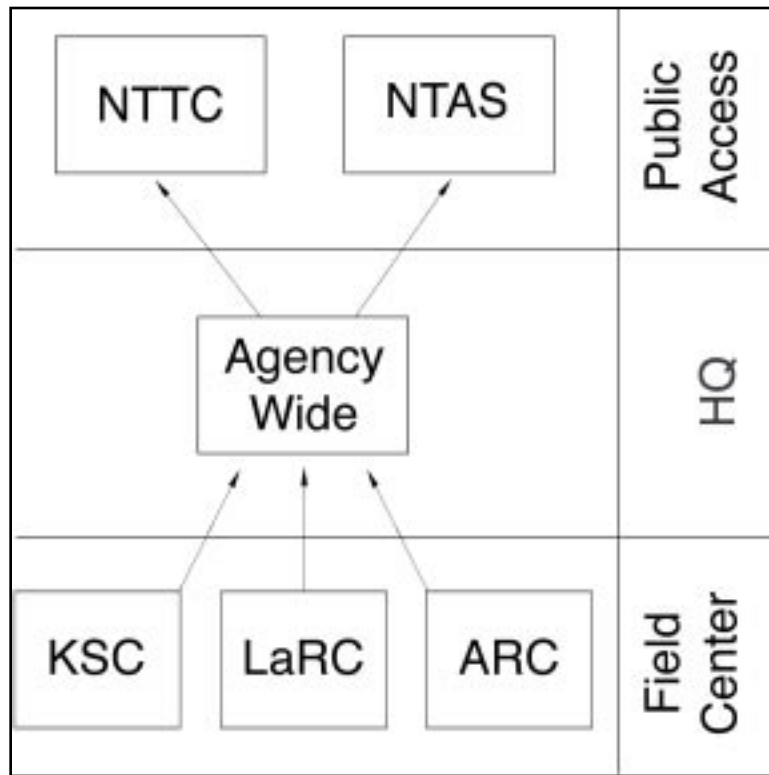 NTTC
NTAS
Public
Access
Agency
Wide
HQ
KSC
LaRC
ARC
Field
Center